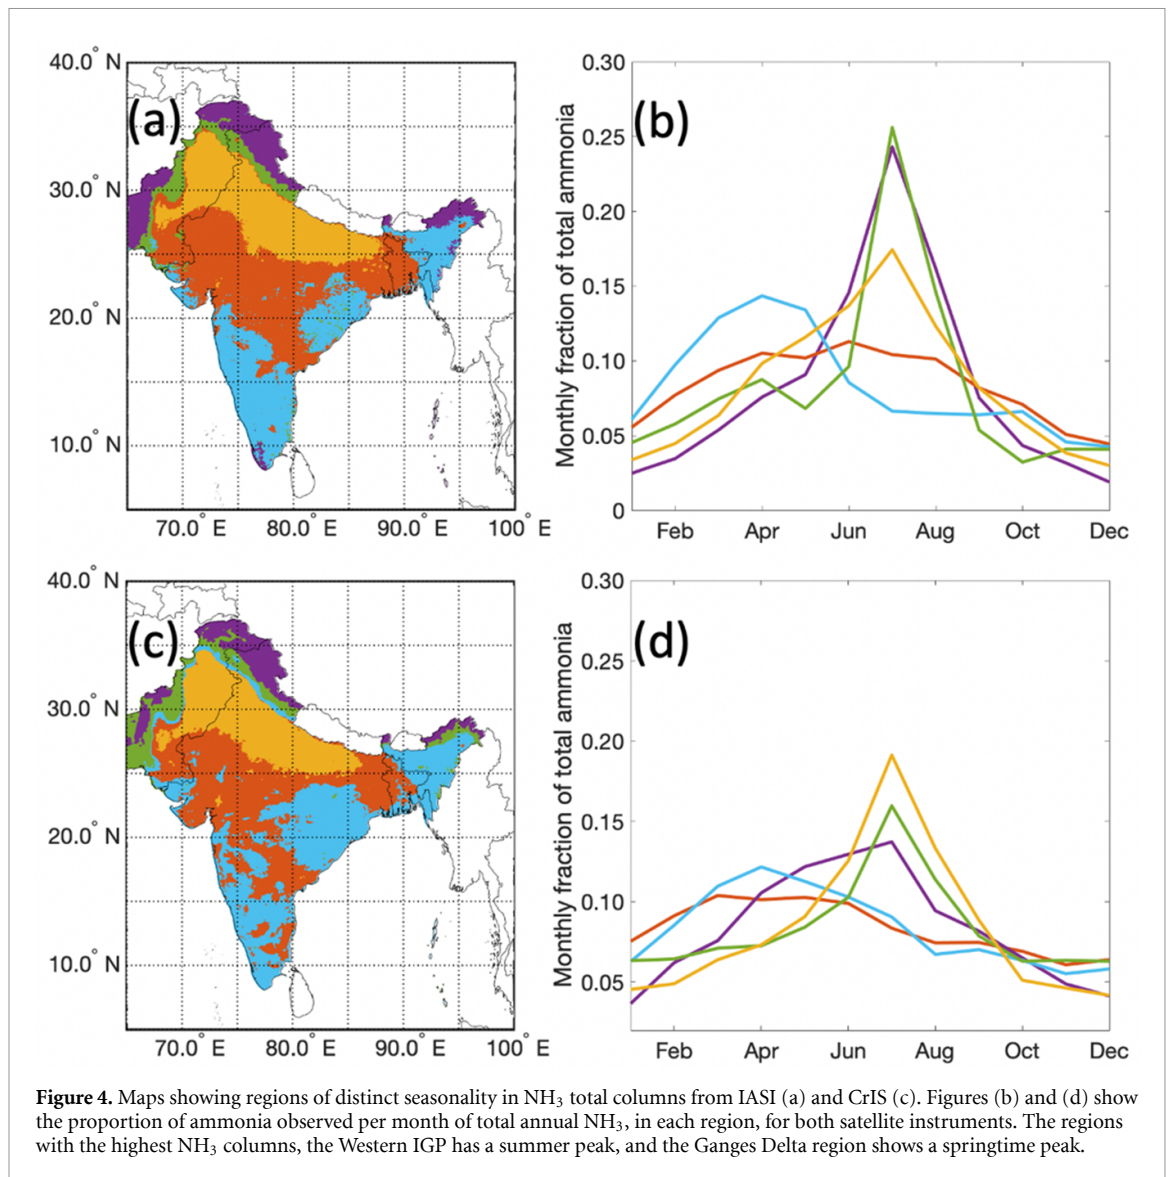 40.0° N
30.0° N
20.0° N
10.0° N
70.0° E
80.0° E
90.0° E
100° E
(a)
Monthly fraction of total ammonia
0.30
0.25
0.20
0.15
0.10
0.05
0
Feb
Apr
Jun
Aug
Oct
Dec
(b)
40.0° N
30.0° N
20.0° N
10.0° N
70.0° E
80.0° E
90.0° E
100° E
(c)
Monthly fraction of total ammonia
0.30
0.25
0.20
0.15
0.10
0.05
Feb
Apr
Jun
Aug
Oct
Dec
(d)
Figure 4. Maps showing regions of distinct seasonality in NH₃ total columns from IASI (a) and CrIS (c). Figures (b) and (d) show
the proportion of ammonia observed per month of total annual NH₃, in each region, for both satellite instruments. The regions
with the highest NH₃ columns, the Western IGP has a summer peak, and the Ganges Delta region shows a springtime peak.